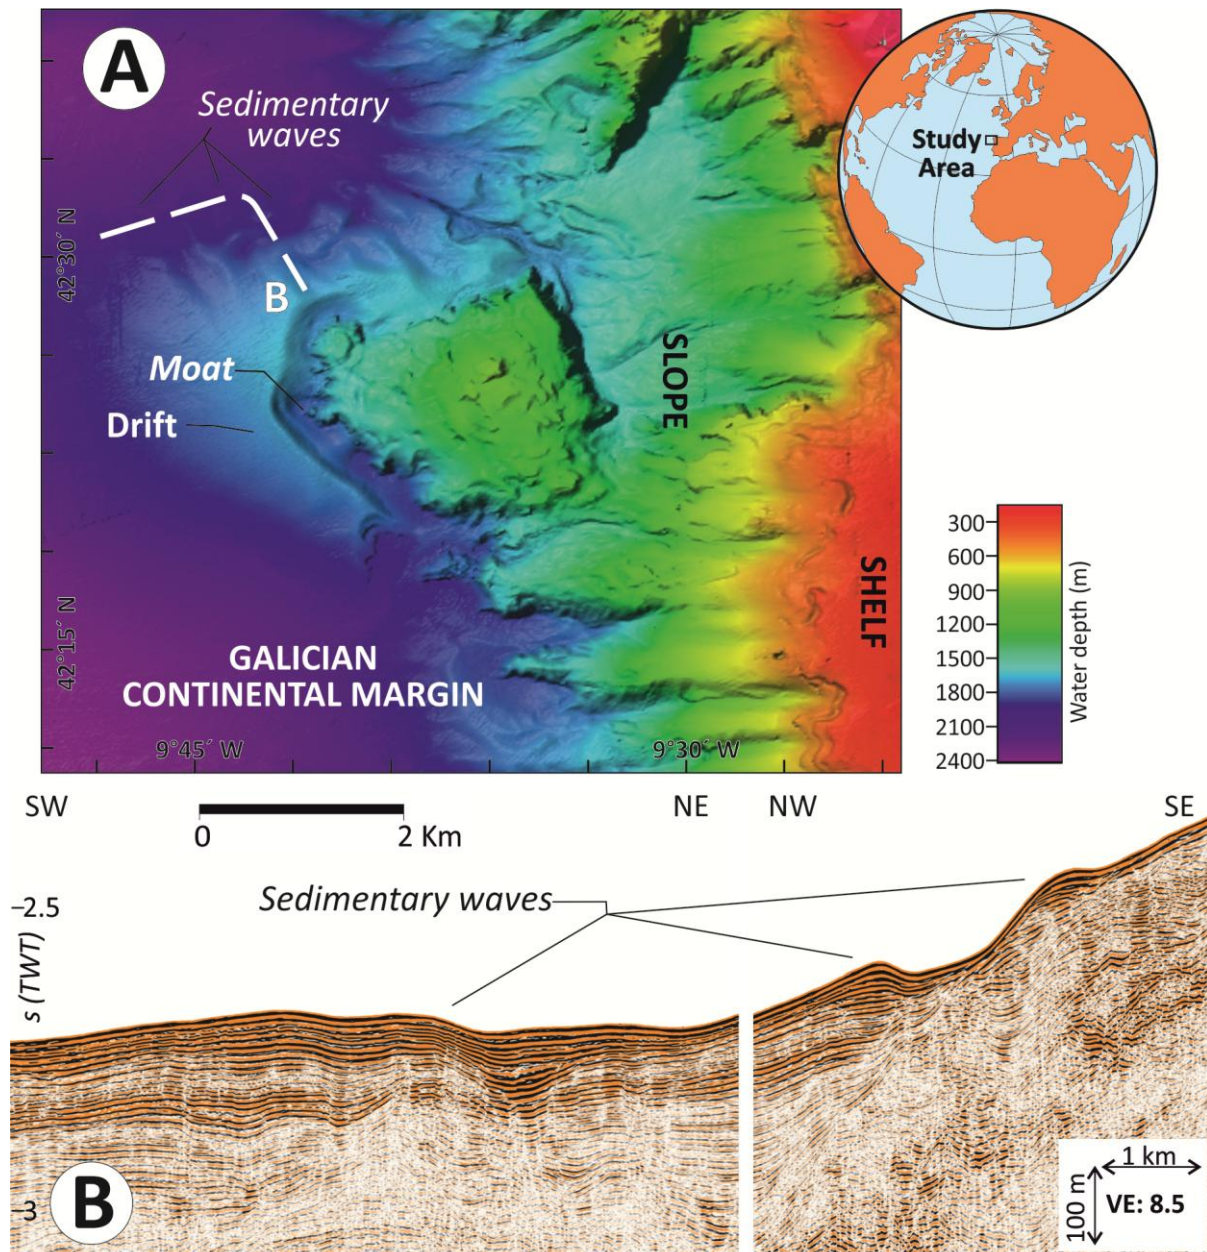 A
Sedimentary
waves
Study
Area
42°30´ N
B
Moat
Drift
SLOPE
SHELF
300
600
900
1200
1500
1800
2100
2400
Water depth (m)
42°15´ N
GALICIAN
CONTINENTAL MARGIN
9°45´ W
9°30´ W
SW
NE
NW
SE
0
2 Km
Sedimentary waves
2.5
s (TWT)
3
B
1 km
100 m
VE: 8.5